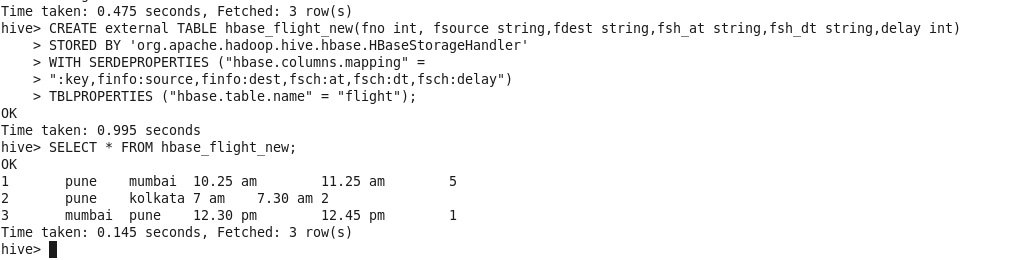 Time taken: 0.475 seconds, Fetched: 3 row(s)
hive> CREATE external TABLE hbase_flight_new(fno int, fsource string,fdest string,fsh_at string,fsh_dt string,delay int)
    > STORED BY 'org.apache.hadoop.hive.hbase.HBaseStorageHandler'
    > WITH SERDEPROPERTIES ("hbase.columns.mapping" =
    > ":key,finfo:source,finfo:dest,fsch:at,fsch:dt,fsch:delay")
    > TBLPROPERTIES ("hbase.table.name" = "flight");
OK
Time taken: 0.995 seconds
hive> SELECT * FROM hbase_flight_new;
OK
1       pune    mumbai  10.25 am        11.25 am        5
2       pune    kolkata 7 am    7.30 am 2
3       mumbai  pune    12.30 pm        12.45 pm        1
Time taken: 0.145 seconds, Fetched: 3 row(s)
hive>